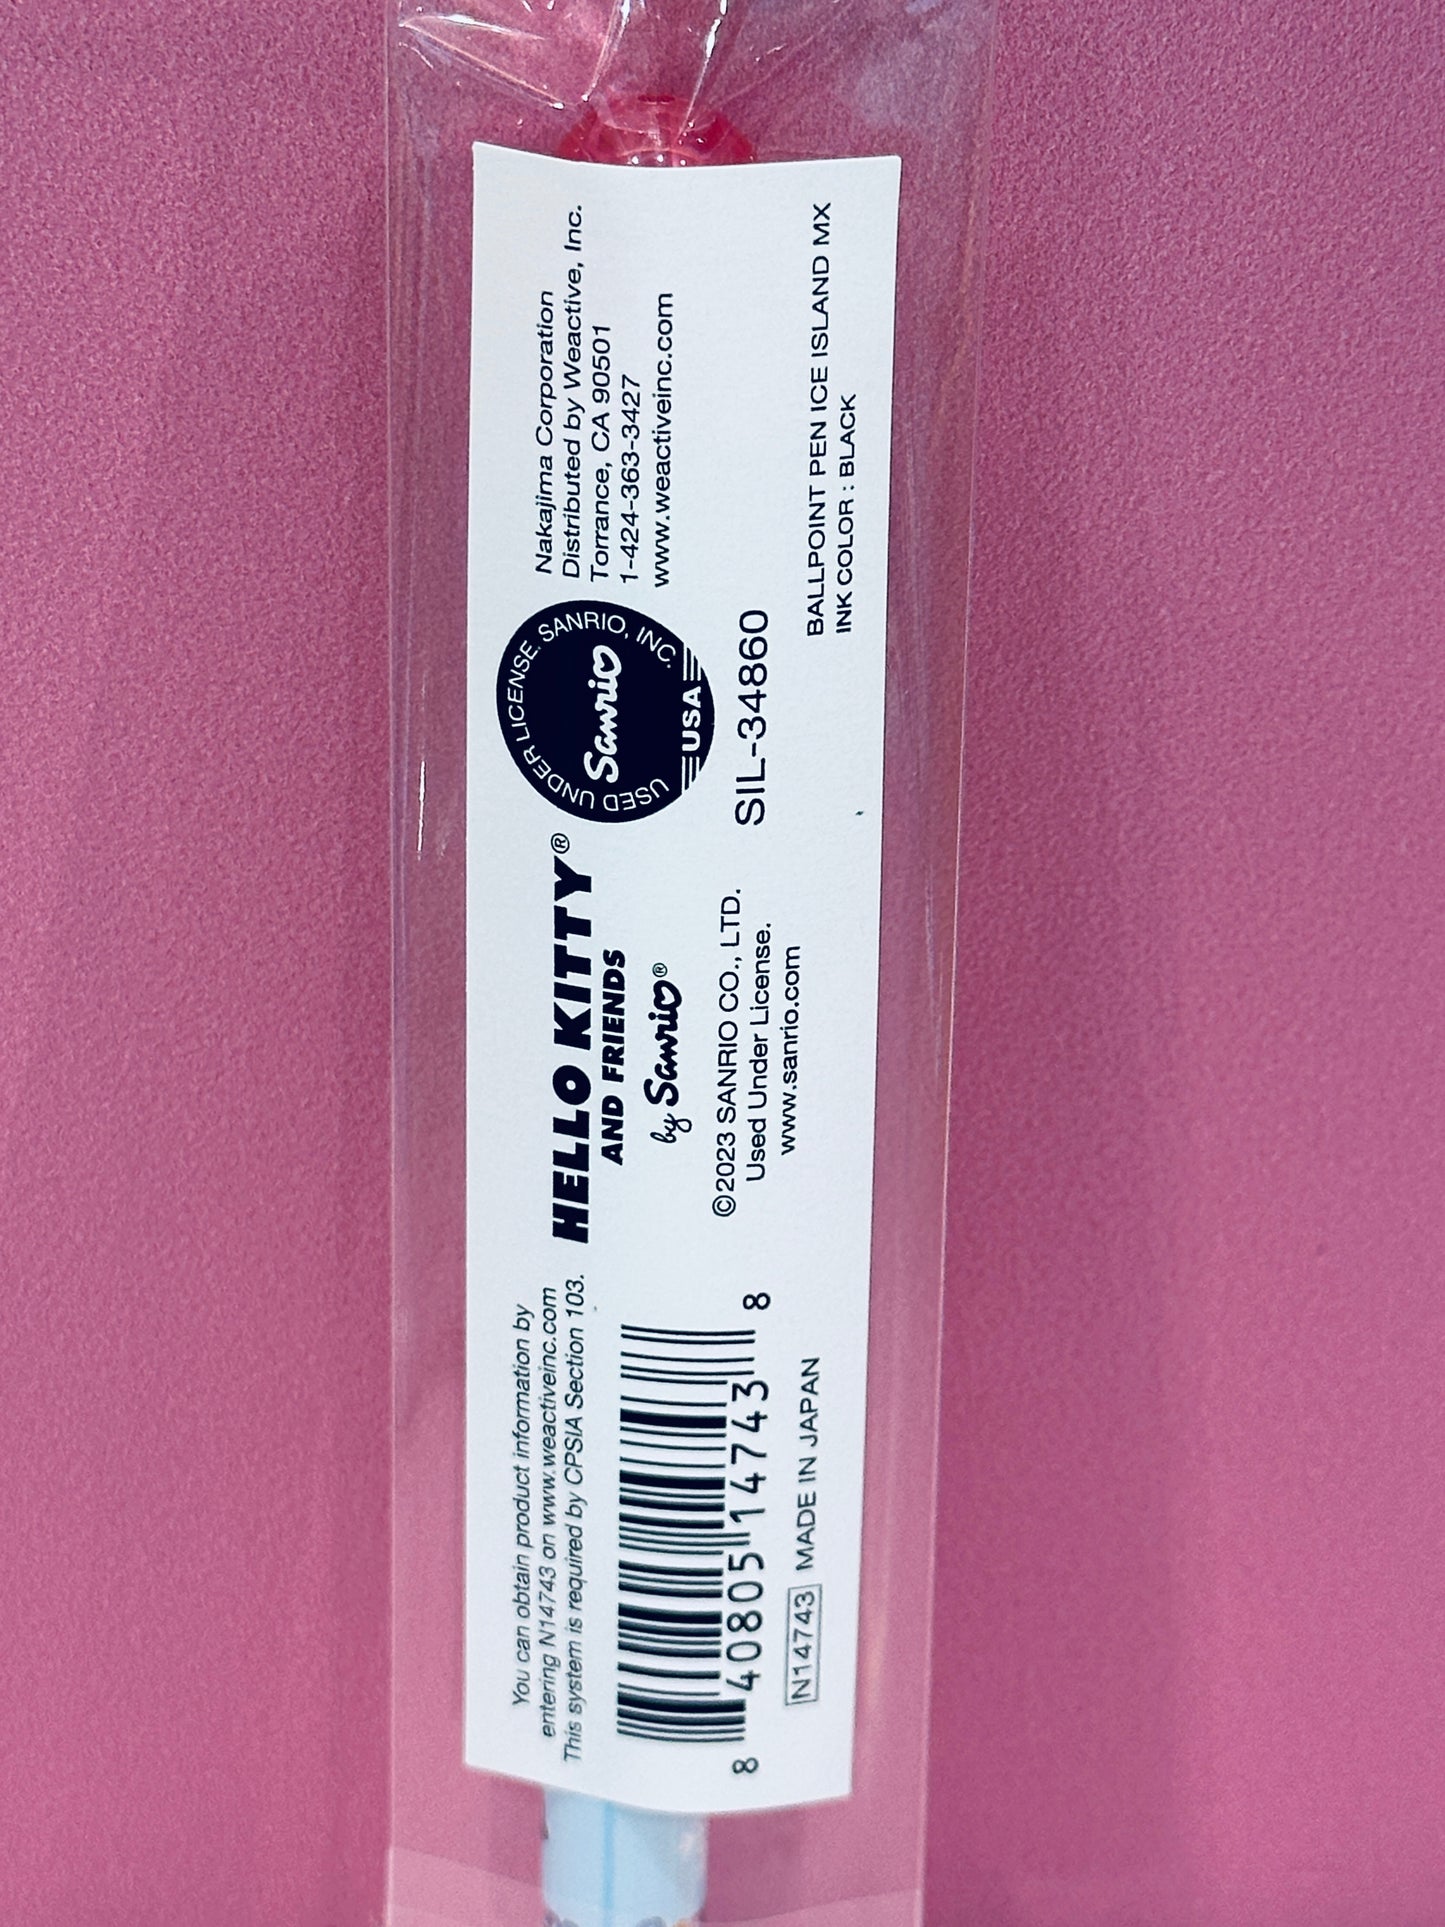 You can obtain product information by
entering N14743 on www.weactiveinc.com
This system is required by CPSIA Section 103.
8 40805 14743 8
N14743 MADE IN JAPAN
HELLO KITTY®
AND FRIENDS
by Sanrio®
©2023 SANRIO CO., LTD.
Used Under License.
www.sanrio.com
USED UNDER LICENSE. SANRIO, INC.
Sanrio
USA
SIL-34860
Nakajima Corporation
Distributed by Weactive, Inc.
Torrance, CA 90501
1-424-363-3427
www.weactiveinc.com
BALLPOINT PEN ICE ISLAND MX
INK COLOR : BLACK